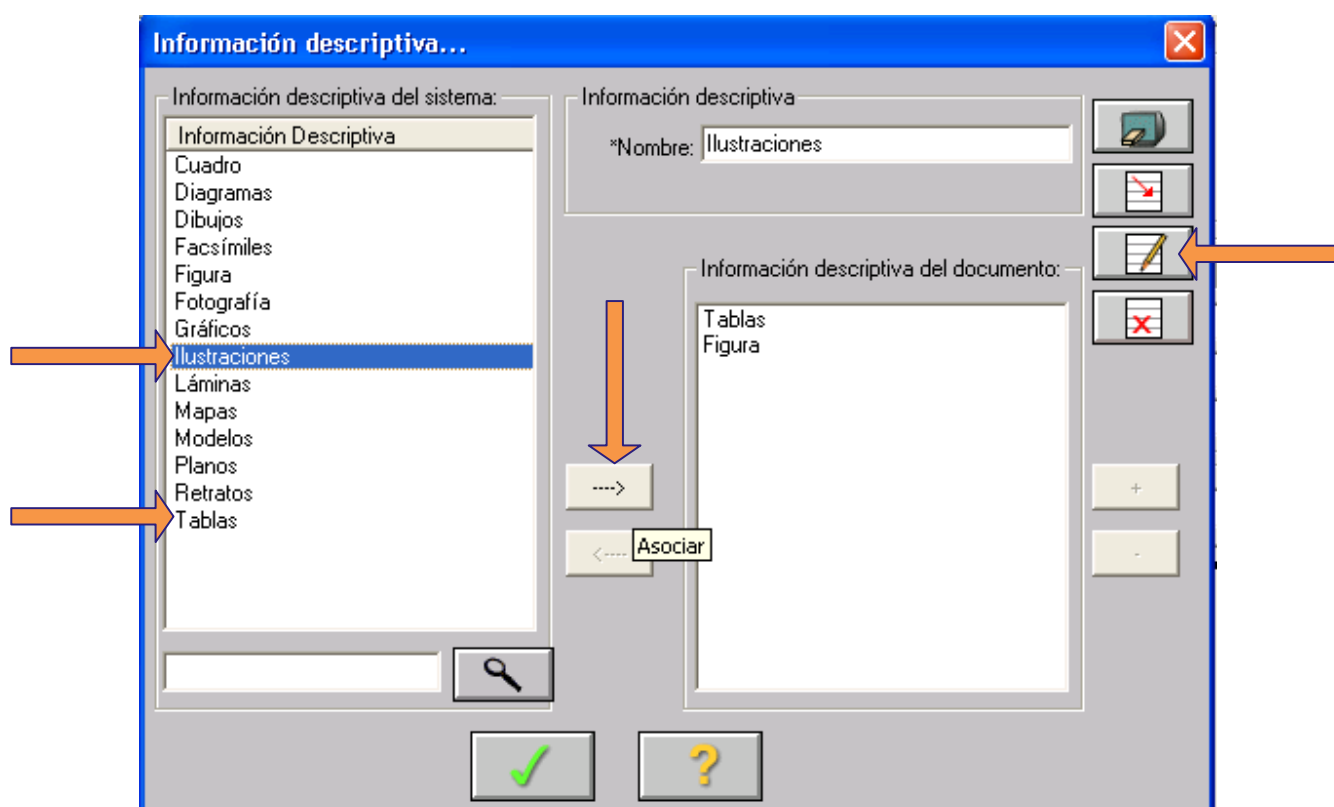 Información descriptiva...
Información descriptiva del sistema:
Información Descriptiva
Cuadro
Diagramas
Dibujos
Facsímiles
Figura
Fotografía
Gráficos
Ilustraciones
Láminas
Mapas
Modelos
Planos
Retratos
Tablas
Información descriptiva
*Nombre: Ilustraciones
Información descriptiva del documento:
Tablas
Figura
---->
<----
Asociar
+
-
?